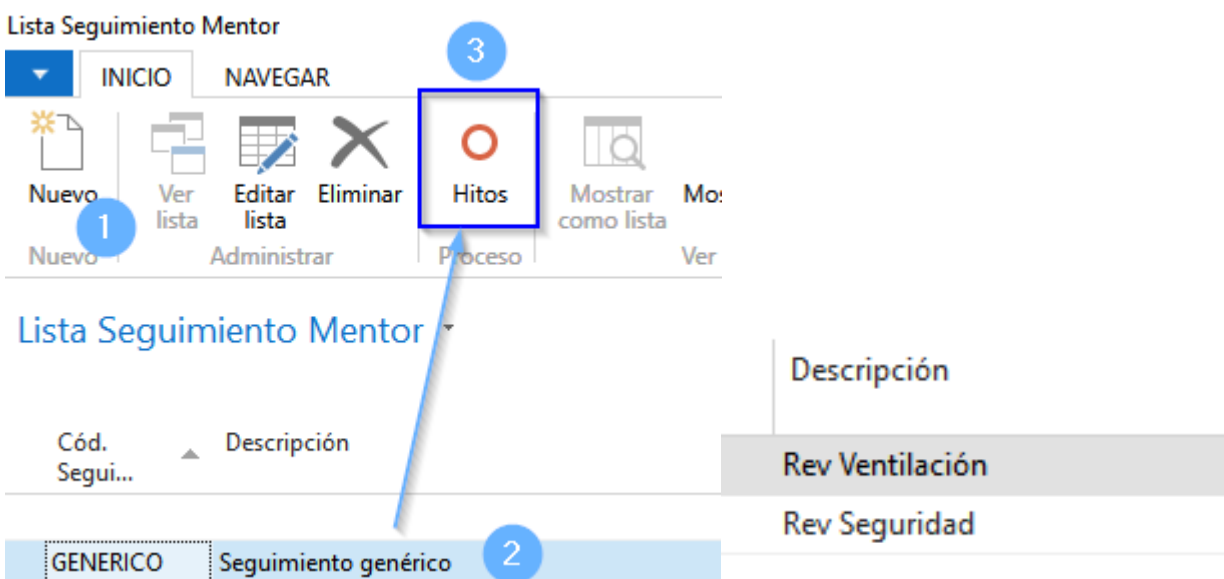 Lista Seguimiento Mentor
INICIO NAVEGAR
3
Nuevo
Ver lista
Editar lista
Eliminar
Hitos
Mostrar como lista
1
Nuevo
Administrar
Proceso
Ver
Lista Seguimiento Mentor
Cód. Segui...
Descripción
GENERICO
Seguimiento genérico
2
Descripción
Rev Ventilación
Rev Seguridad